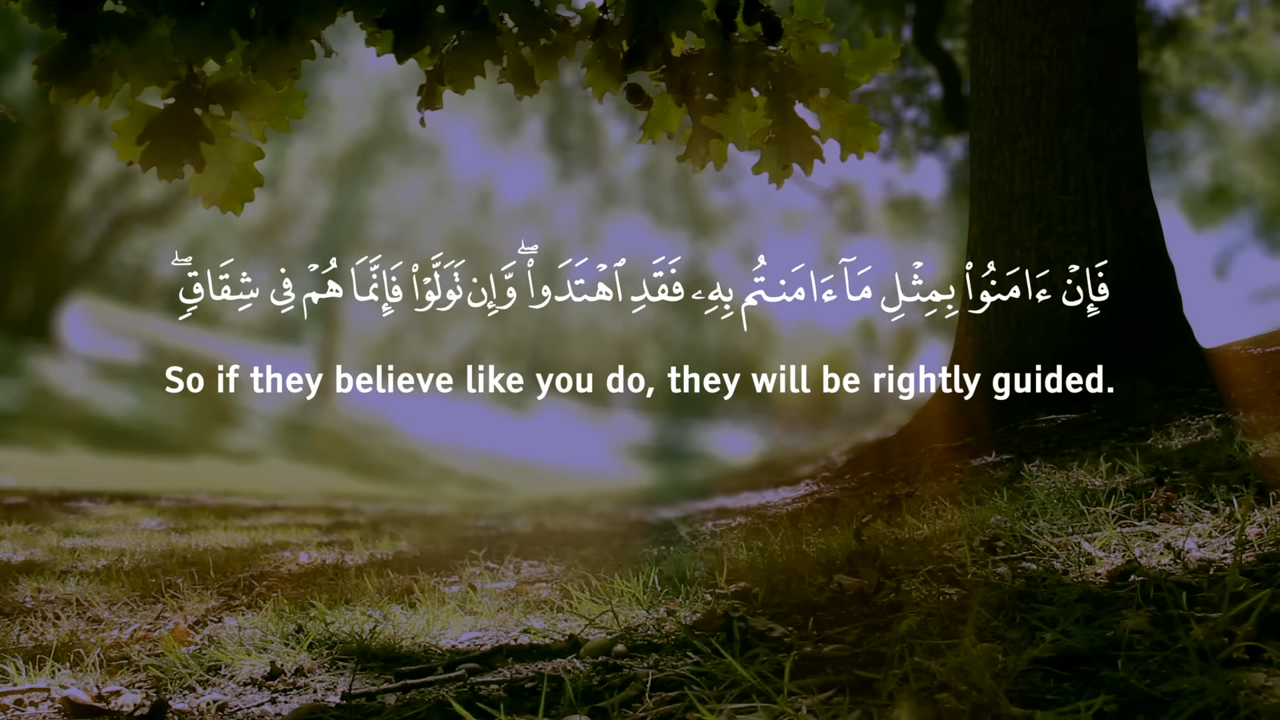 فَإِنْ ءَامَنُوا۟ بِمِثْلِ مَآ ءَامَنتُم بِهِۦ فَقَدِ ٱهْتَدَوا۟ ۖ وَّإِن تَوَلَّوْا۟ فَإِنَّمَا هُمْ فِى شِقَاقٍۢ ۖ
So if they believe like you do, they will be rightly guided.